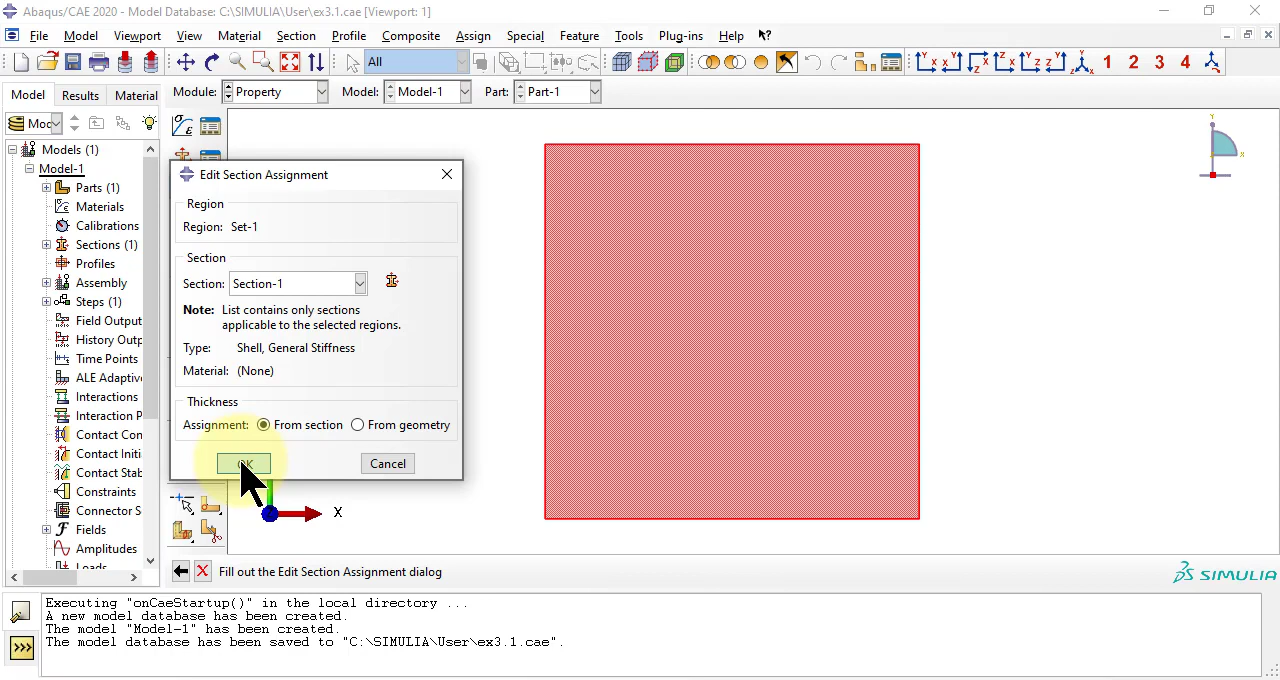 Abaqus/CAE 2020 - Model Database: C:\SIMULIA\User\ex3.1.cae [Viewport: 1]
File Model Viewport View Material Section Profile Composite Assign Special Feature Tools Plug-ins Help
All
1 2 3 4
Model Results Material
Module: Property Model: Model-1 Part: Part-1
Models (1)
Model-1
Parts (1)
Materials
Calibrations
Sections (1)
Profiles
Assembly
Steps (1)
Field Output
History Outp
Time Points
ALE Adaptiv
Interactions
Interaction P
Contact Con
Contact Initi
Contact Stab
Constraints
Connector S
Fields
Amplitudes
Loads
Edit Section Assignment
Region
Region: Set-1
Section
Section: Section-1
Note: List contains only sections
applicable to the selected regions.
Type: Shell, General Stiffness
Material: (None)
Thickness
Assignment: From section From geometry
OK Cancel
X
Y
X
Fill out the Edit Section Assignment dialog
SIMULIA
Executing "onCaeStartup()" in the local directory ...
A new model database has been created.
The model "Model-1" has been created.
The model database has been saved to "C:\SIMULIA\User\ex3.1.cae".
>>>